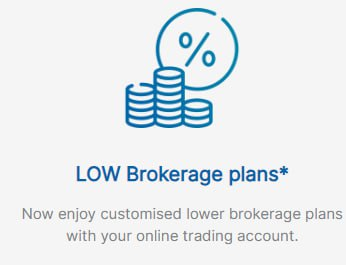 %
LOW Brokerage plans*
Now enjoy customised lower brokerage plans
with your online trading account.